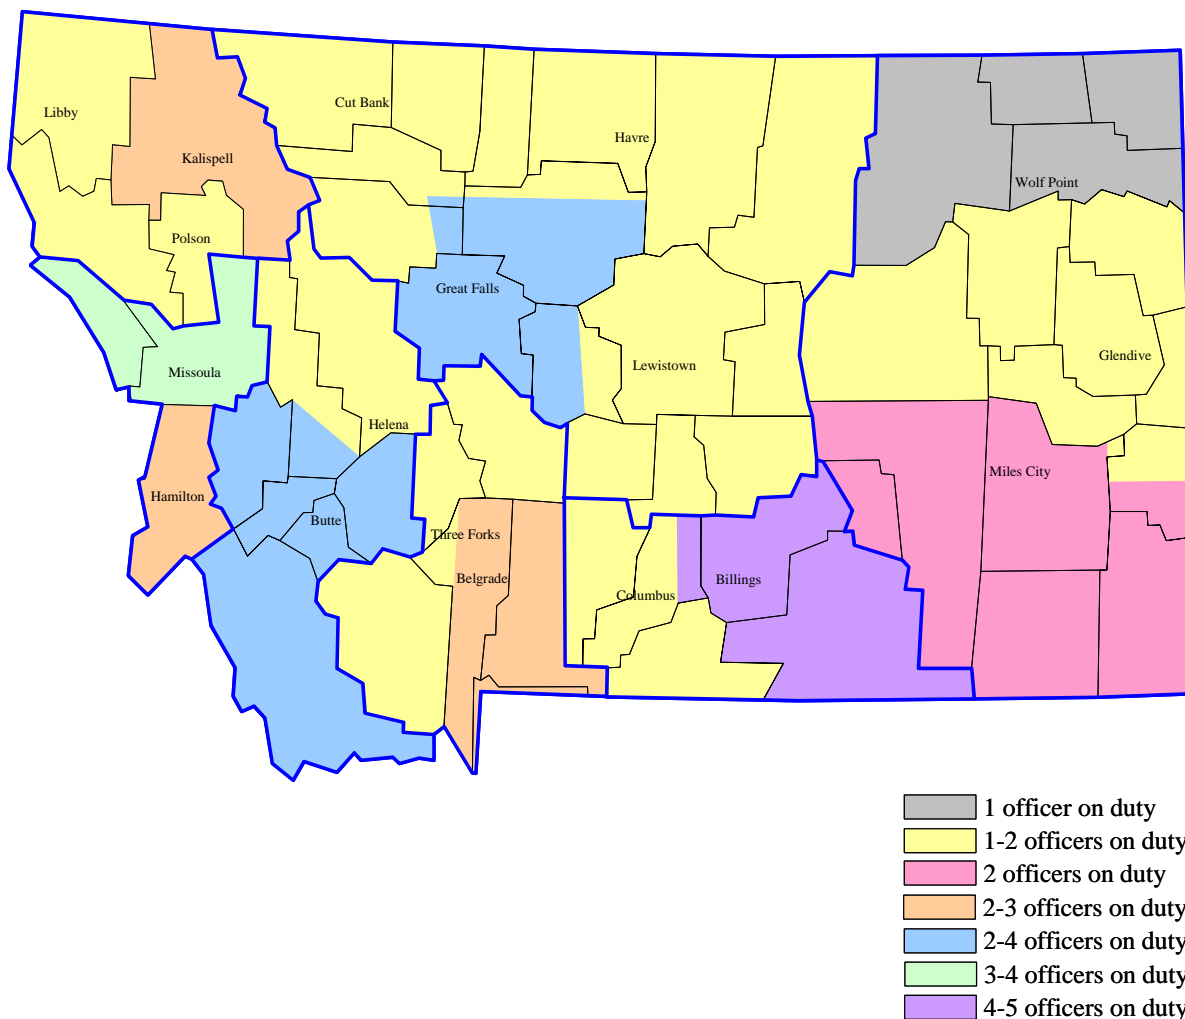 Cut Bank
Libby
Havre
Kalispell
Wolf Point
Polson
Great Falls
Glendive
Lewistown
Missoula
Helena
Miles City
Hamilton
Butte
Three Forks
Belgrade
Billings
Columbus
1 officer on duty
1-2 officers on duty
2 officers on duty
2-3 officers on duty
2-4 officers on duty
3-4 officers on duty
4-5 officers on duty